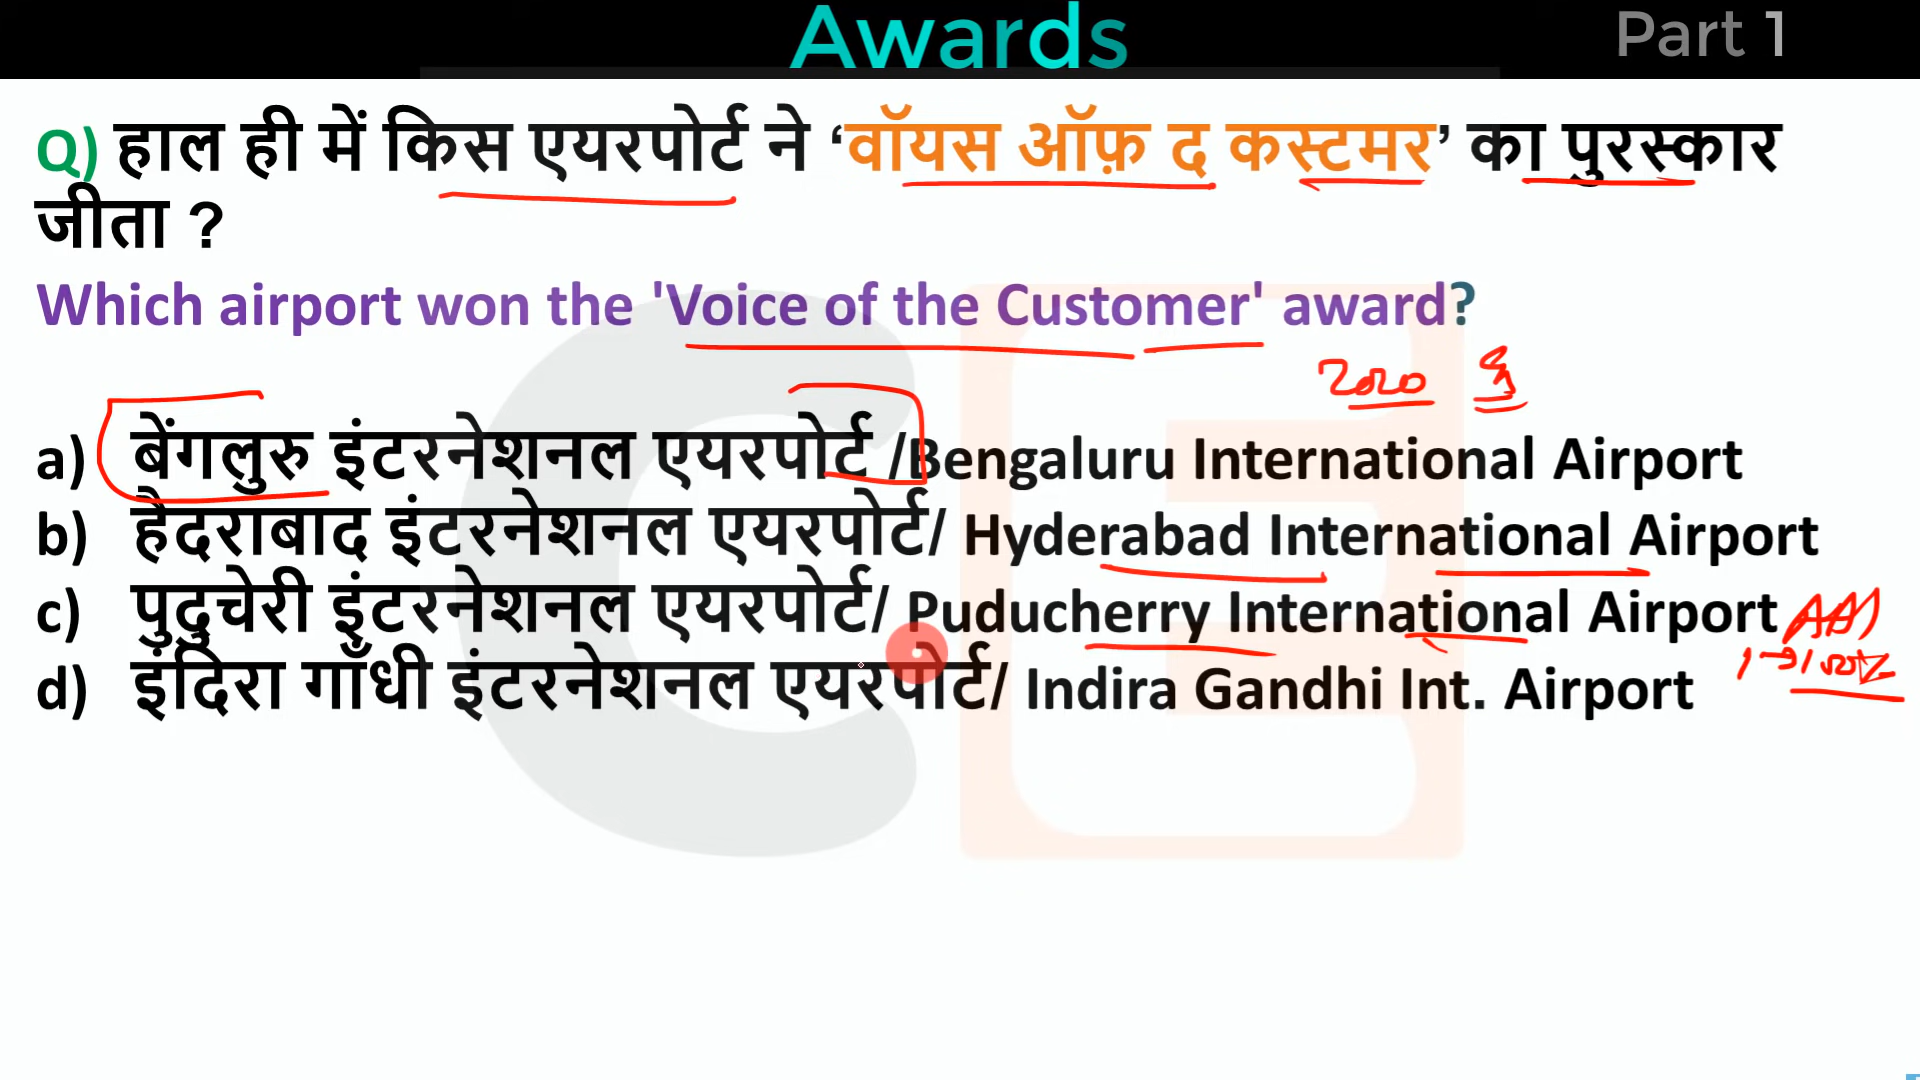 Awards
Part 1
Q) हाल ही में किस एयरपोर्ट ने ‘वॉयस ऑफ़ द कस्टमर’ का पुरस्कार
जीता ?
Which airport won the 'Voice of the Customer' award?
2020
a) बेंगलुरु इंटरनेशनल एयरपोर्ट /Bengaluru International Airport
b) हैदराबाद इंटरनेशनल एयरपोर्ट/ Hyderabad International Airport
c) पुदुचेरी इंटरनेशनल एयरपोर्ट/ Puducherry International Airport
d) इंदिरा गाँधी इंटरनेशनल एयरपोर्ट/ Indira Gandhi Int. Airport